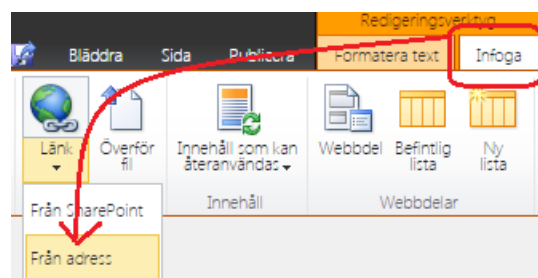 Redigeringsverktyg
Bläddra Sida Publicera Formatera text Infoga
Länk Överför fil Innehåll som kan återanvändas Webbdel Befintlig lista Ny lista
Innehåll Webbdelar
Från SharePoint
Från adress